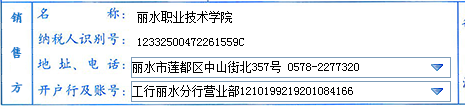 销售方
名称: 丽水职业技术学院
纳税人识别号: 12332500472261559C
地址、电话: 丽水市莲都区中山街北357号 0578-2277320
开户行及账号: 工行丽水分行营业部1210199219201084166